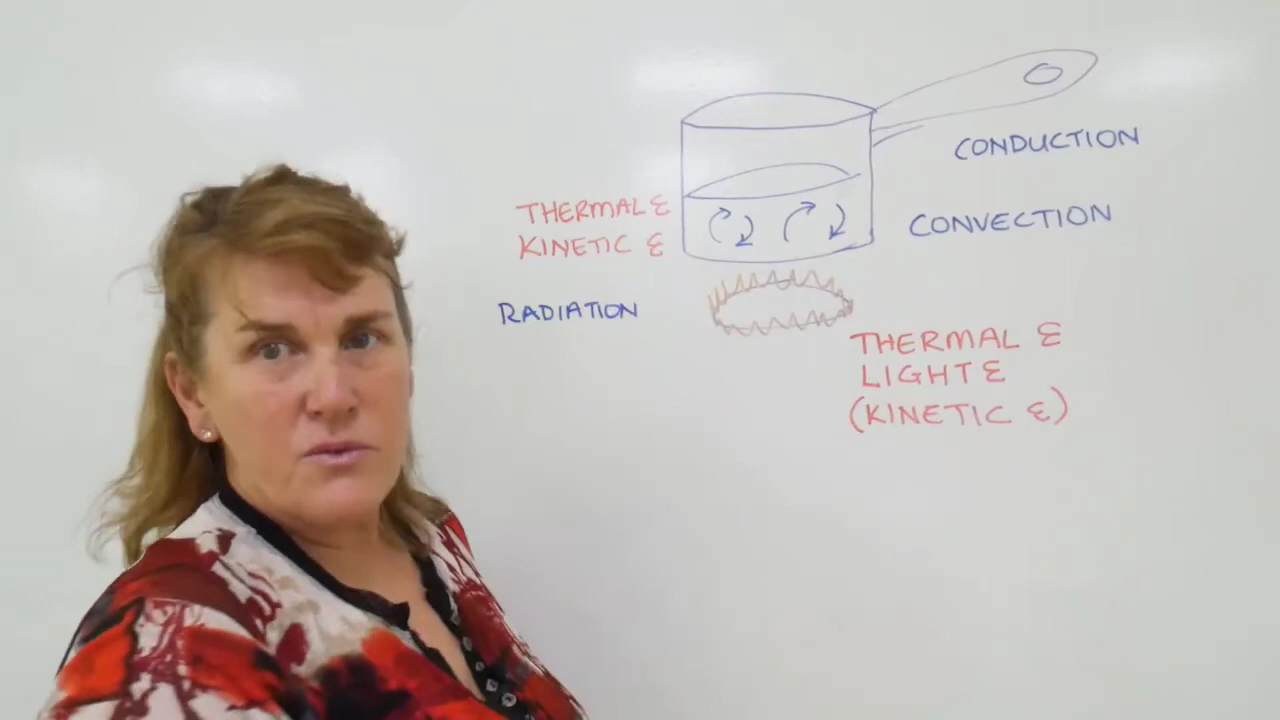 CONDUCTION
THERMAL E
CONVECTION
KINETIC E
RADIATION
THERMAL E
LIGHT E
(KINETIC E)